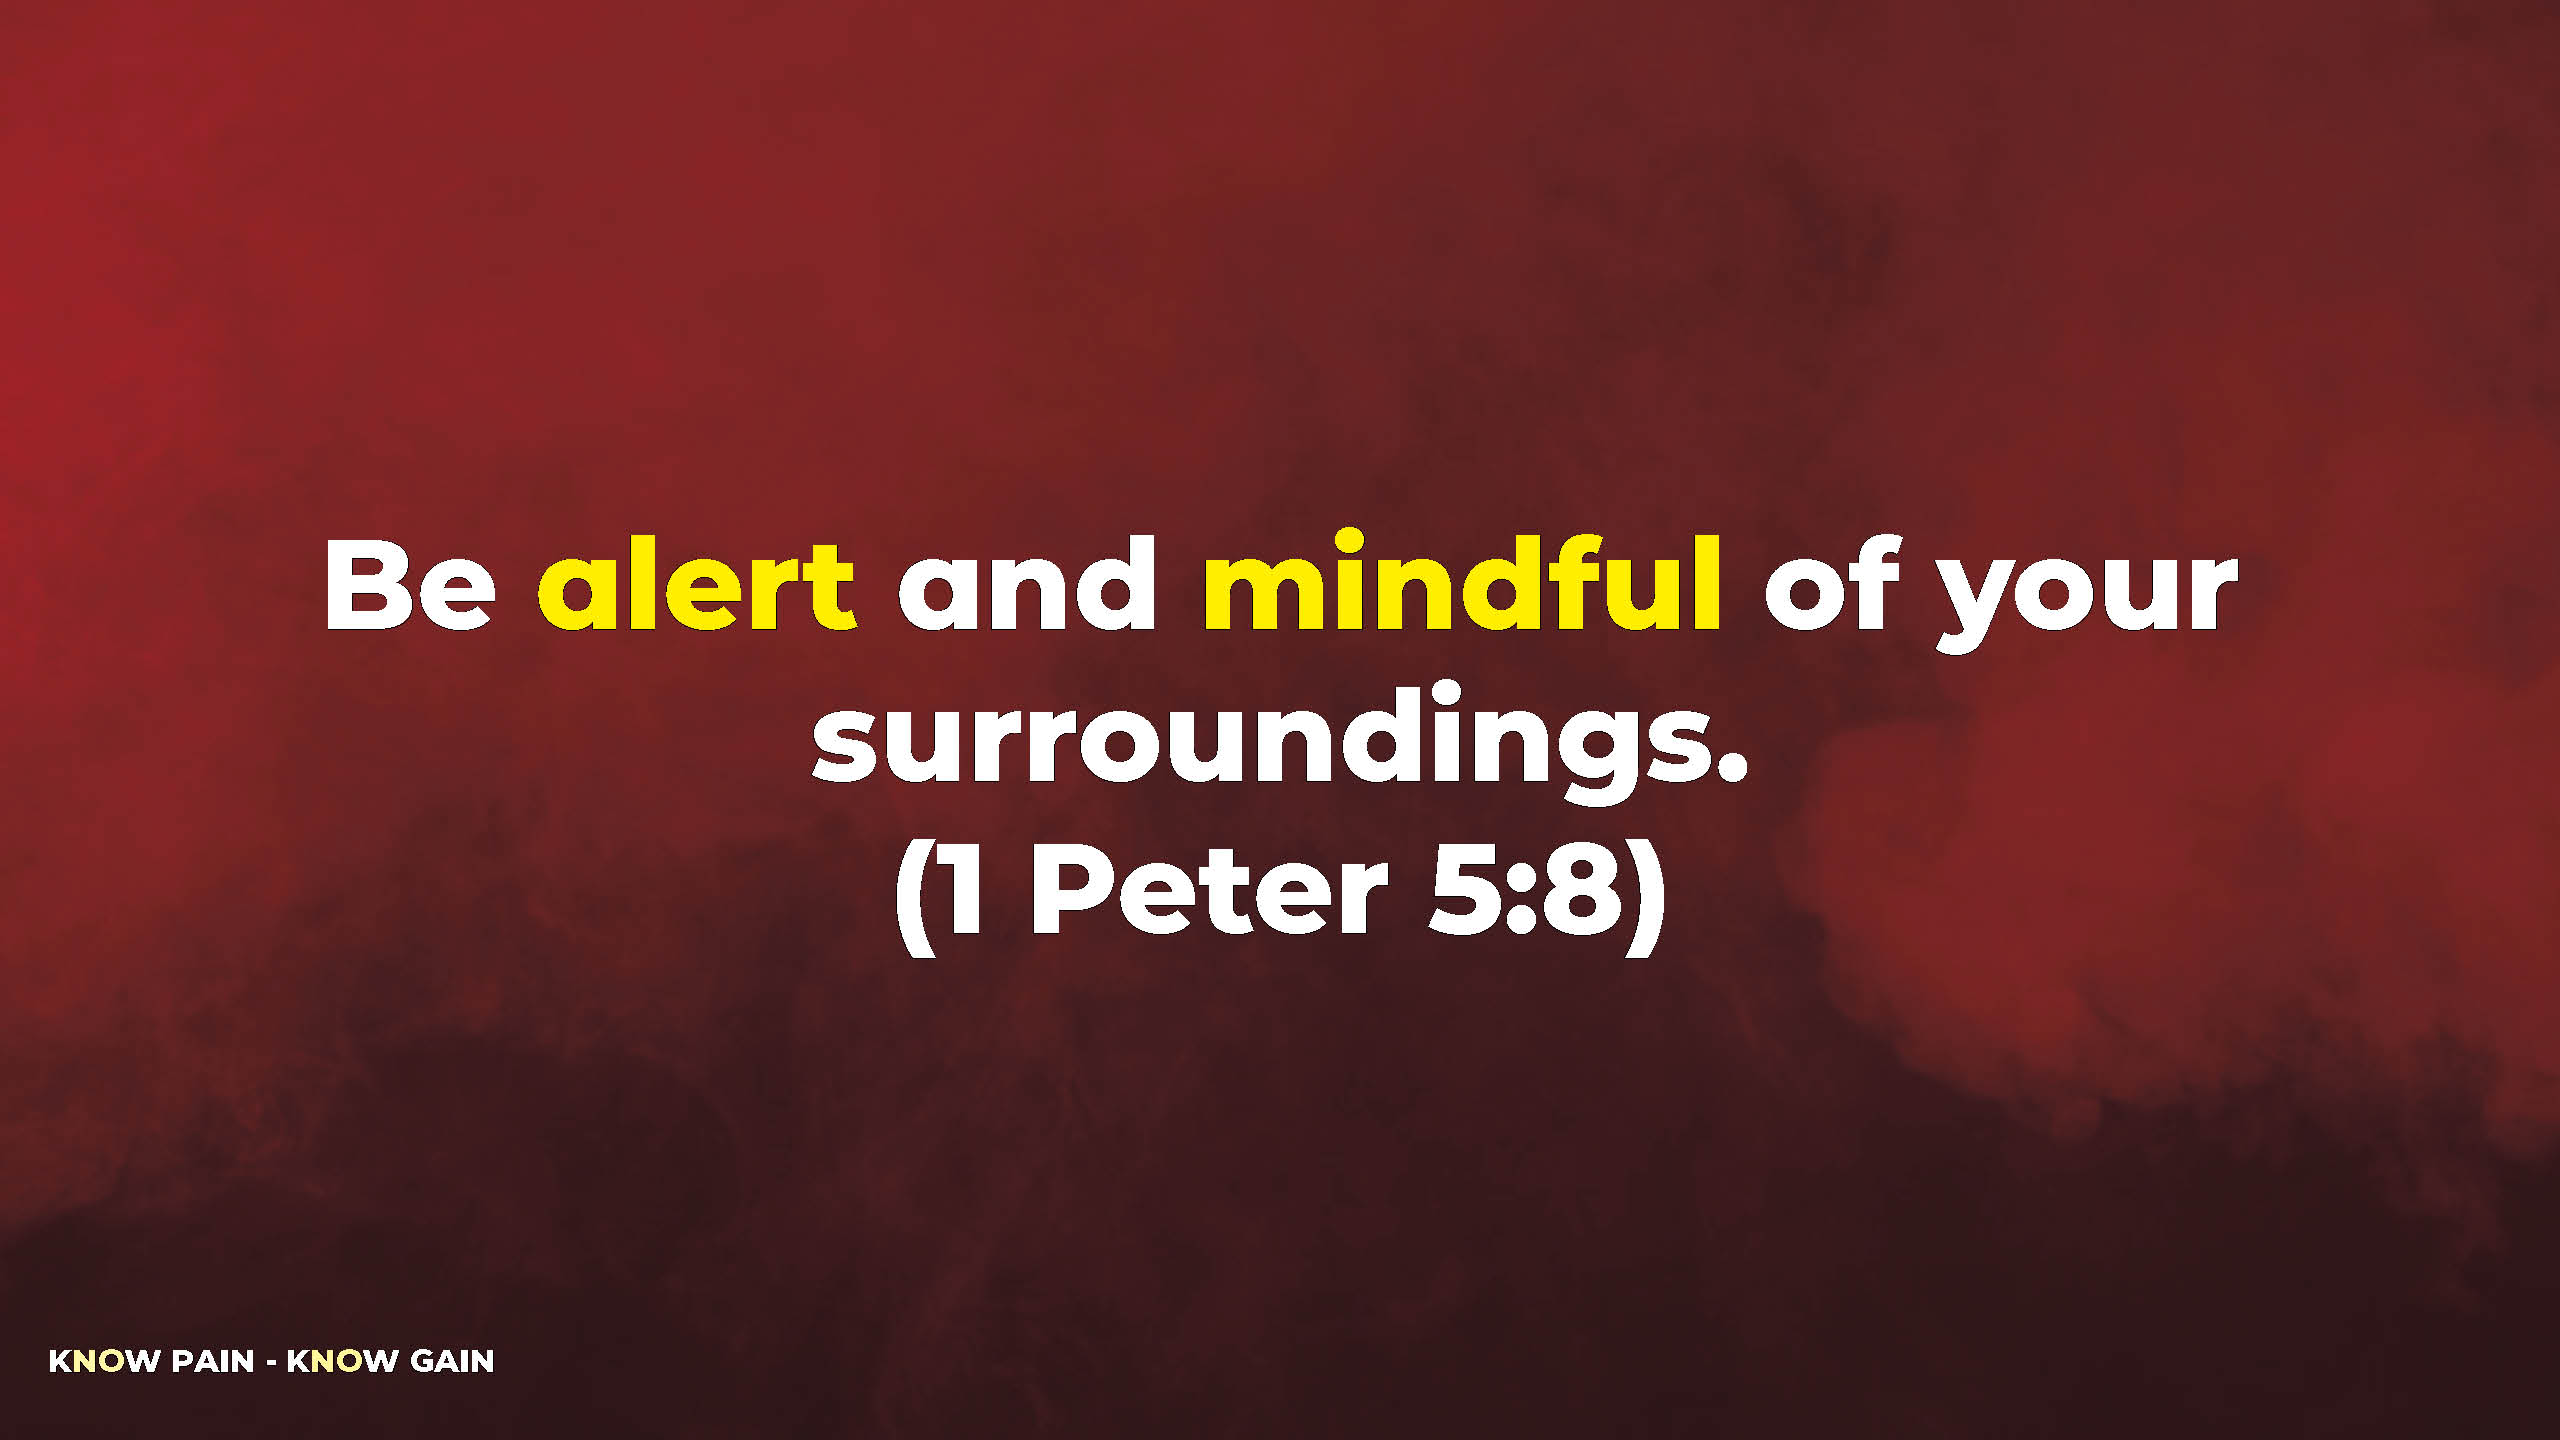 Be alert and mindful of your
surroundings.
(1 Peter 5:8)
KNOW PAIN - KNOW GAIN